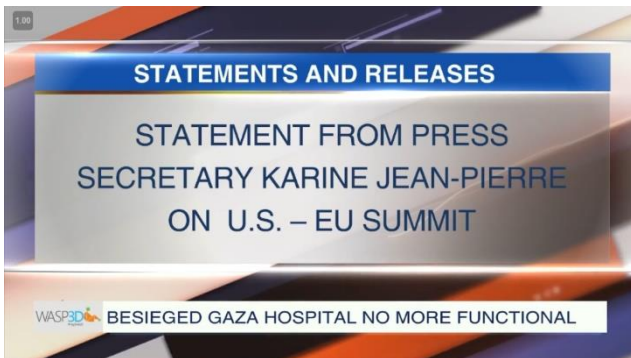 1.00
STATEMENTS AND RELEASES
STATEMENT FROM PRESS
SECRETARY KARINE JEAN-PIERRE
ON U.S. – EU SUMMIT
WASP3D
BESIEGED GAZA HOSPITAL NO MORE FUNCTIONAL